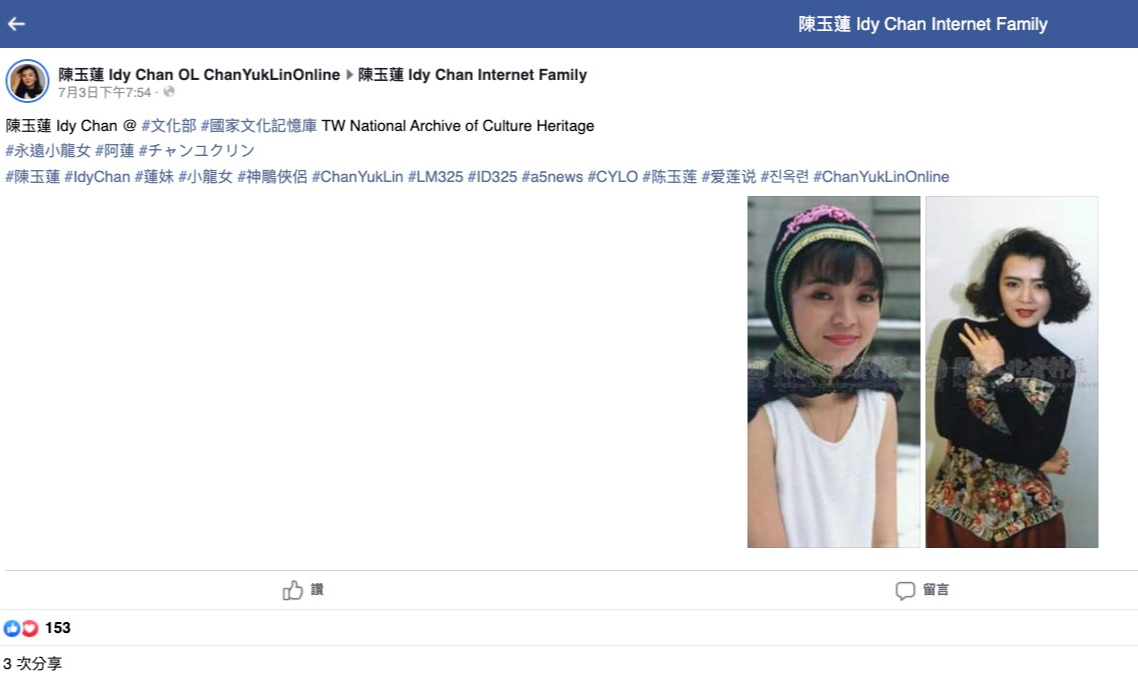 陳玉蓮 Idy Chan Internet Family
陳玉蓮 Idy Chan OL ChanYukLinOnline ▶ 陳玉蓮 Idy Chan Internet Family
7月3日下午7:54 ·
陳玉蓮 Idy Chan @ #文化部 #國家文化記憶庫 TW National Archive of Culture Heritage
#永遠小龍女 #阿蓮 #チャンユクリン
#陳玉蓮 #IdyChan #蓮妹 #小龍女 #神鵰俠侶 #ChanYukLin #LM325 #ID325 #a5news #CYLO #陈玉莲 #爱莲说 #진옥련 #ChanYukLinOnline
讚
留言
153
3 次分享